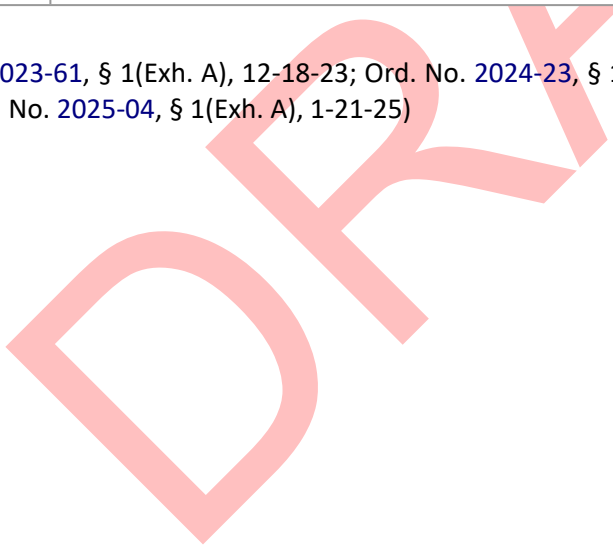 023-61, § 1(Exh. A), 12-18-23; Ord. No. 2024-23, § 1
No. 2025-04, § 1(Exh. A), 1-21-25)
DRA